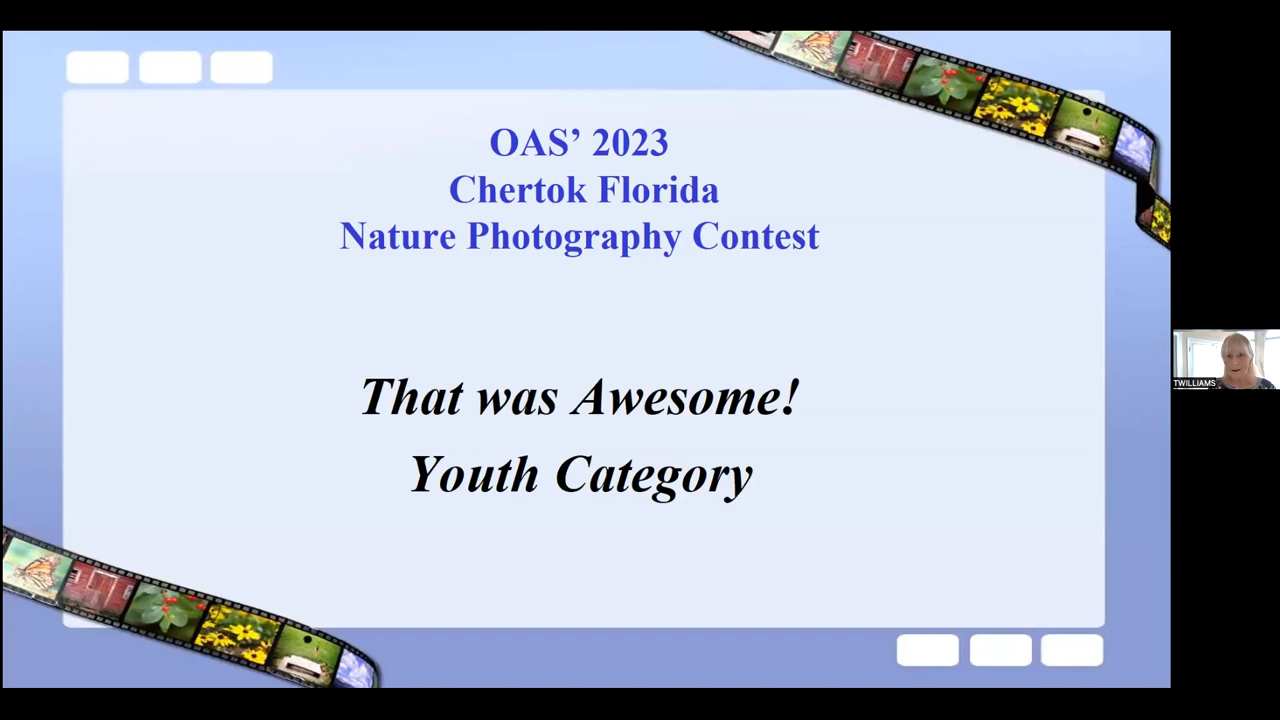 OAS’ 2023
Chertok Florida
Nature Photography Contest
That was Awesome!
Youth Category
TWILLIAMS